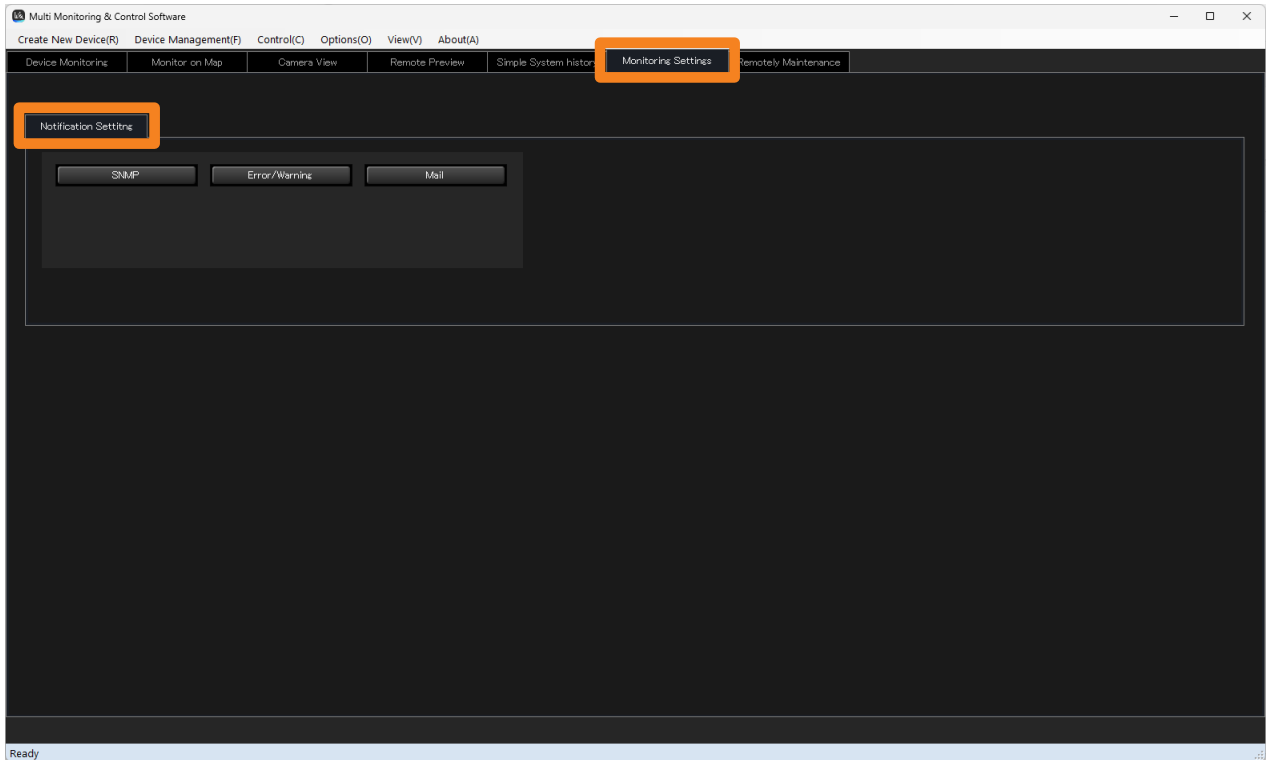 Multi Monitoring & Control Software
Create New Device(R) Device Management(F) Control(C) Options(O) View(V) About(A)
Device Monitoring Monitor on Map Camera View Remote Preview Simple System history Monitoring Settings Remotely Maintenance
Notification Settitng
SNMP Error/Warning Mail
Ready